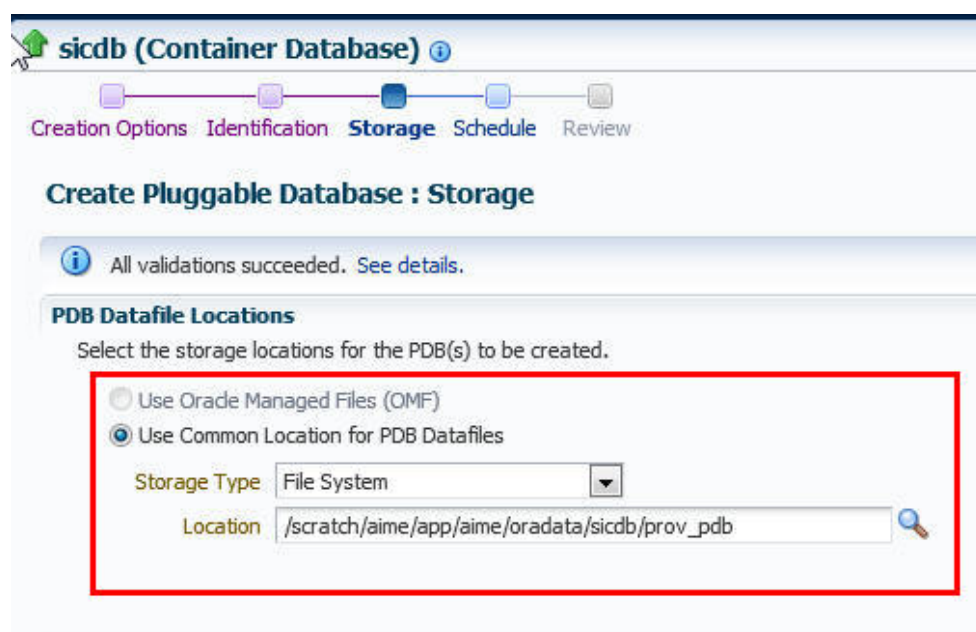 sicdb (Container Database)
Creation Options Identification Storage Schedule Review
Create Pluggable Database : Storage
All validations succeeded. See details.
PDB Datafile Locations
Select the storage locations for the PDB(s) to be created.
Use Oracle Managed Files (OMF)
Use Common Location for PDB Datafiles
Storage Type File System
Location /scratch/aime/app/aime/oradata/sicdb/prov_pdb